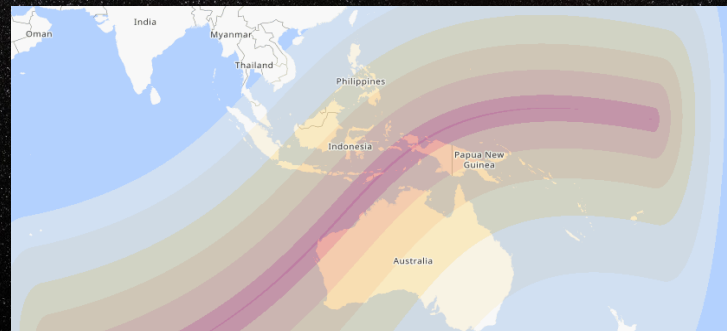 Oman
India
Myanmar
Thailand
Philippines
Indonesia
Papua New
Guinea
Australia